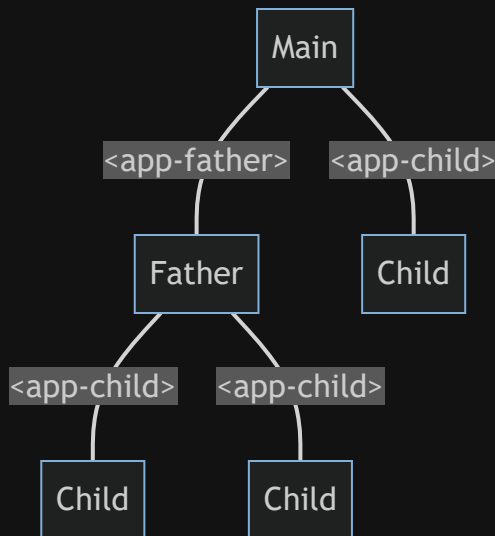 Main
<app-father>
<app-child>
Father
Child
<app-child>
<app-child>
Child
Child